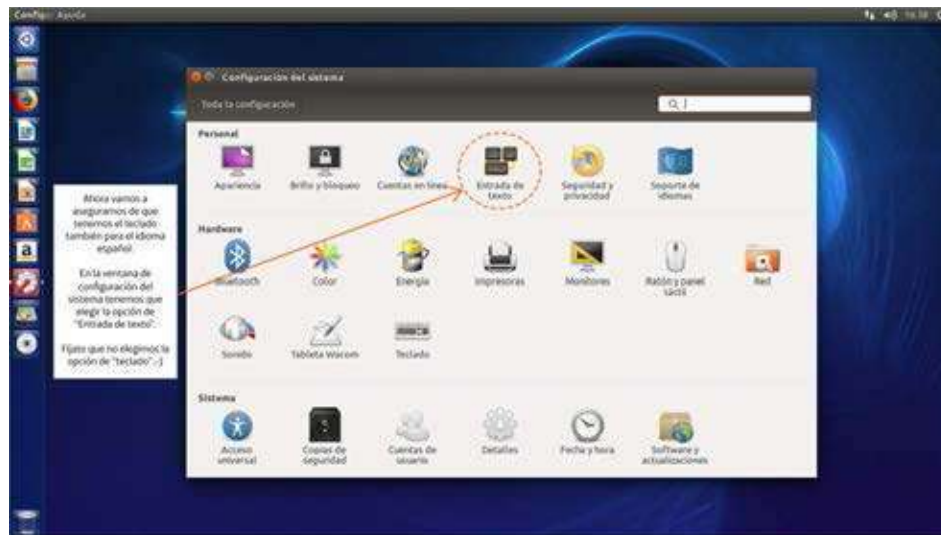 Ayuda
Configuración del sistema
Toda la configuración
Personal
Apariencia
Brillo y bloqueo
Cuentas en línea
Entrada de
texto
Seguridad y
privacidad
Soporte de
idiomas
Ahora vamos a
asegurarnos de que
tenemos el teclado
también para el idioma
español.
En la ventana de
configuración del
sistema tenemos que
elegir la opción de
"Entrada de texto".
Fíjate que no elegimos la
opción de "teclado" ;-)
Hardware
Bluetooth
Color
Energía
Impresoras
Monitores
Ratón y panel
táctil
Red
Sonido
Tableta Wacom
Teclado
Sistema
Acceso
universal
Copias de
seguridad
Cuentas de
usuario
Detalles
Fecha y hora
Software y
actualizaciones